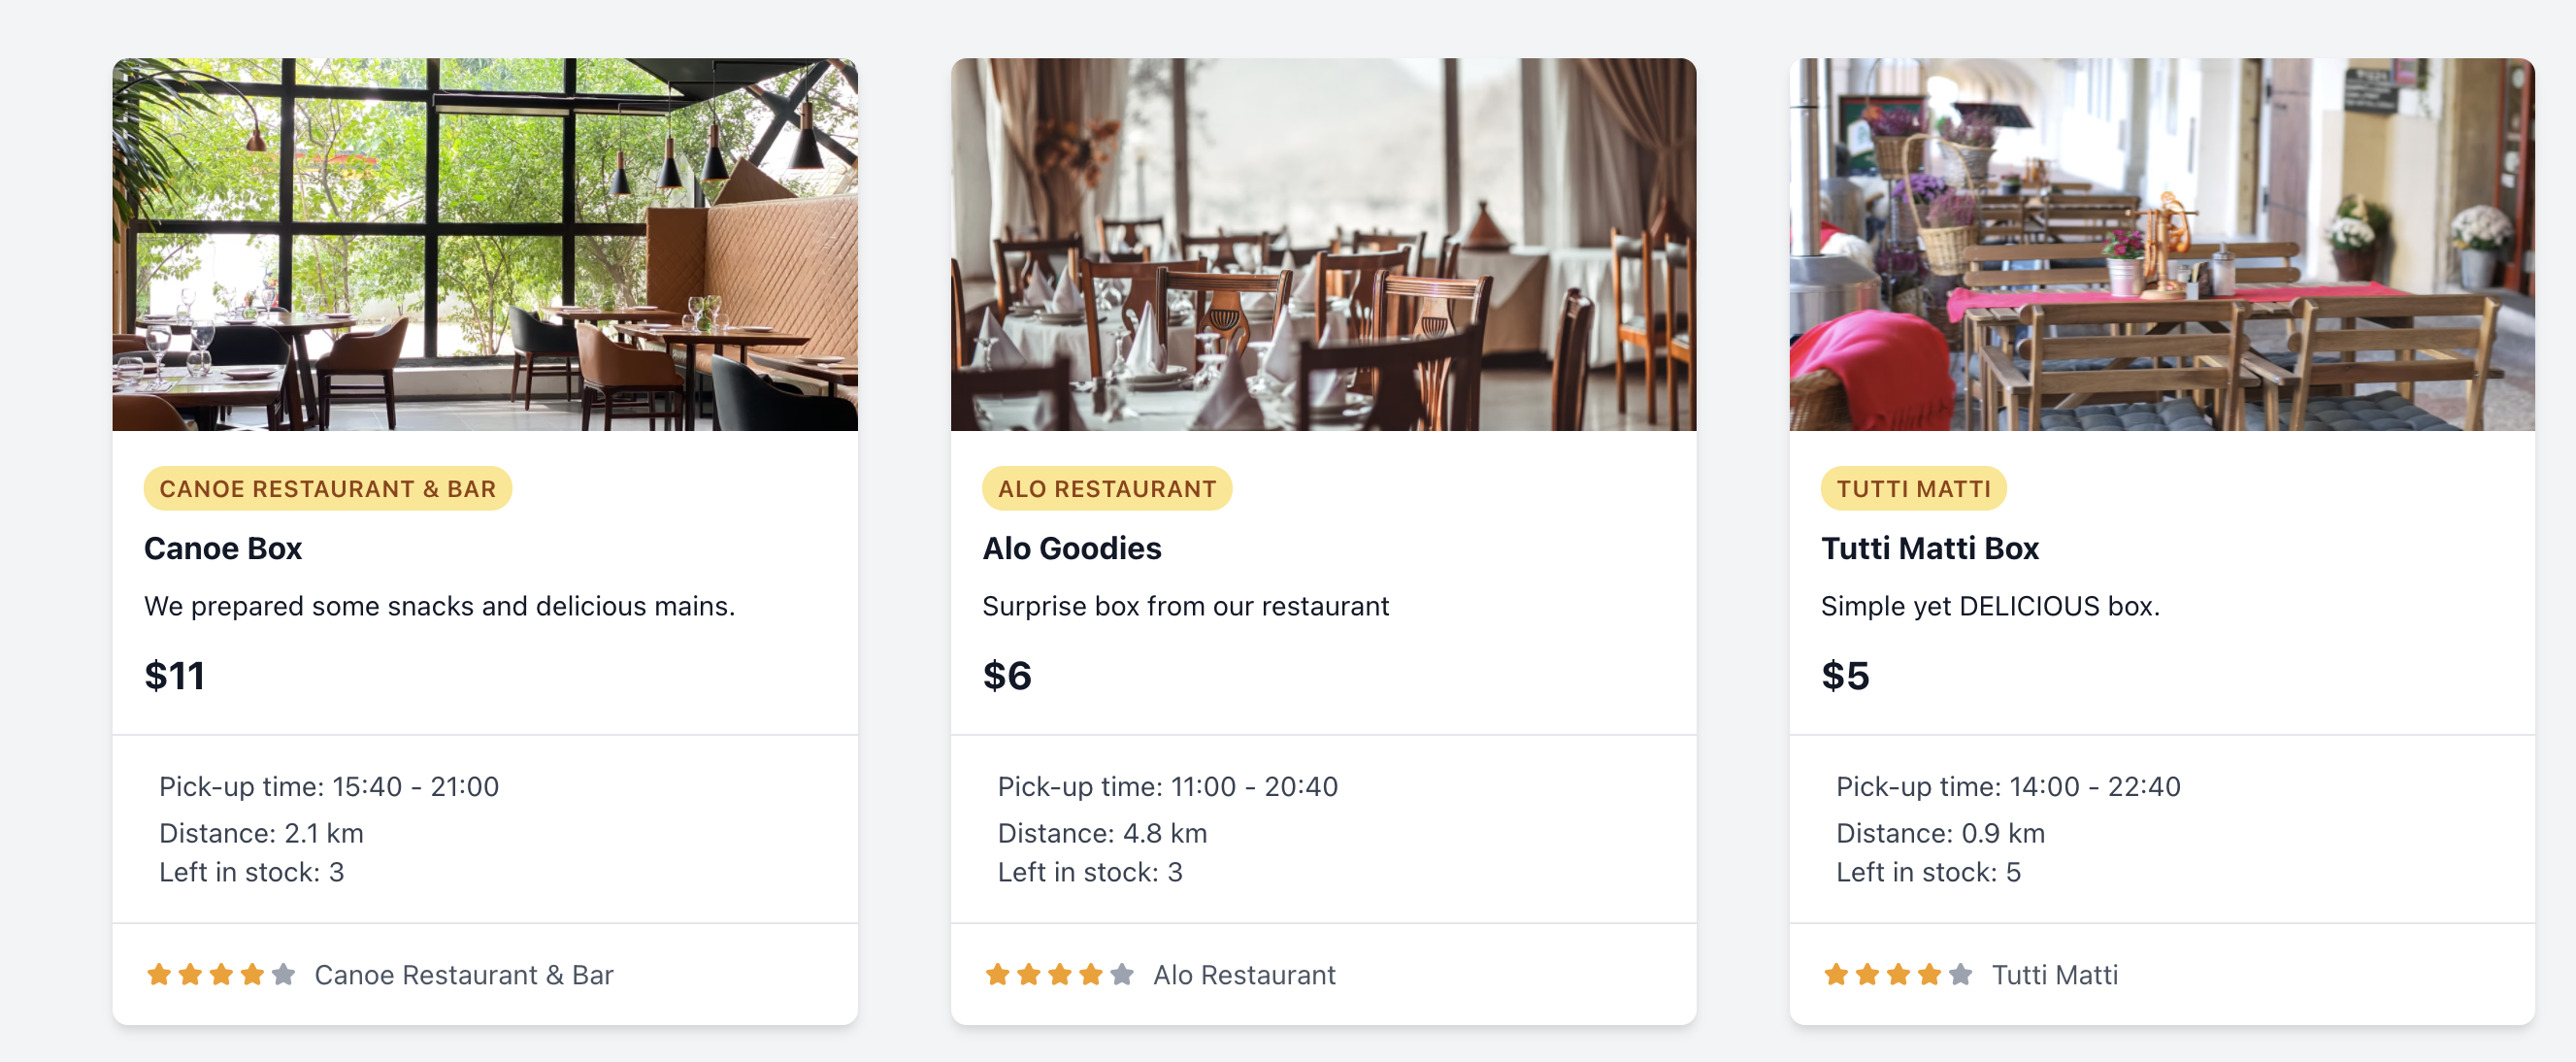 CANOE RESTAURANT & BAR
Canoe Box
We prepared some snacks and delicious mains.
$11
Pick-up time: 15:40 - 21:00
Distance: 2.1 km
Left in stock: 3
Canoe Restaurant & Bar
ALO RESTAURANT
Alo Goodies
Surprise box from our restaurant
$6
Pick-up time: 11:00 - 20:40
Distance: 4.8 km
Left in stock: 3
Alo Restaurant
TUTTI MATTI
Tutti Matti Box
Simple yet DELICIOUS box.
$5
Pick-up time: 14:00 - 22:40
Distance: 0.9 km
Left in stock: 5
Tutti Matti